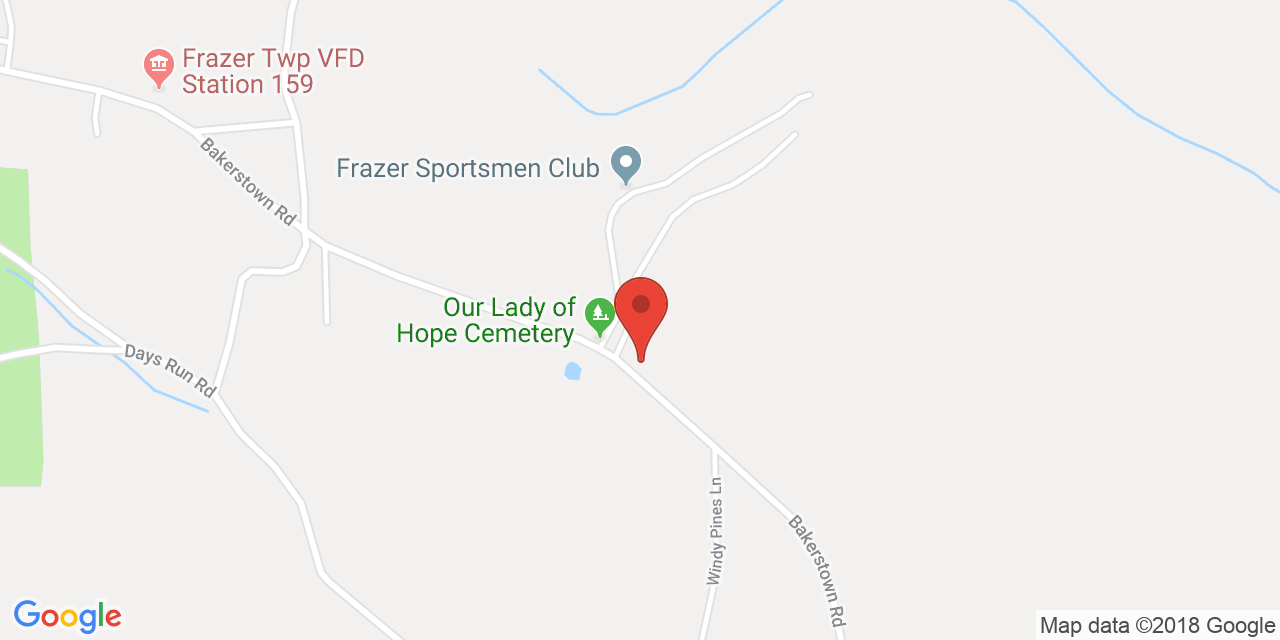 Frazer Twp VFD
Station 159
Bakerstown Rd
Frazer Sportsmen Club
Our Lady of
Hope Cemetery
Days Run Rd
Windy Pines Ln
Bakerstown Rd
Google
Map data ©2018 Google